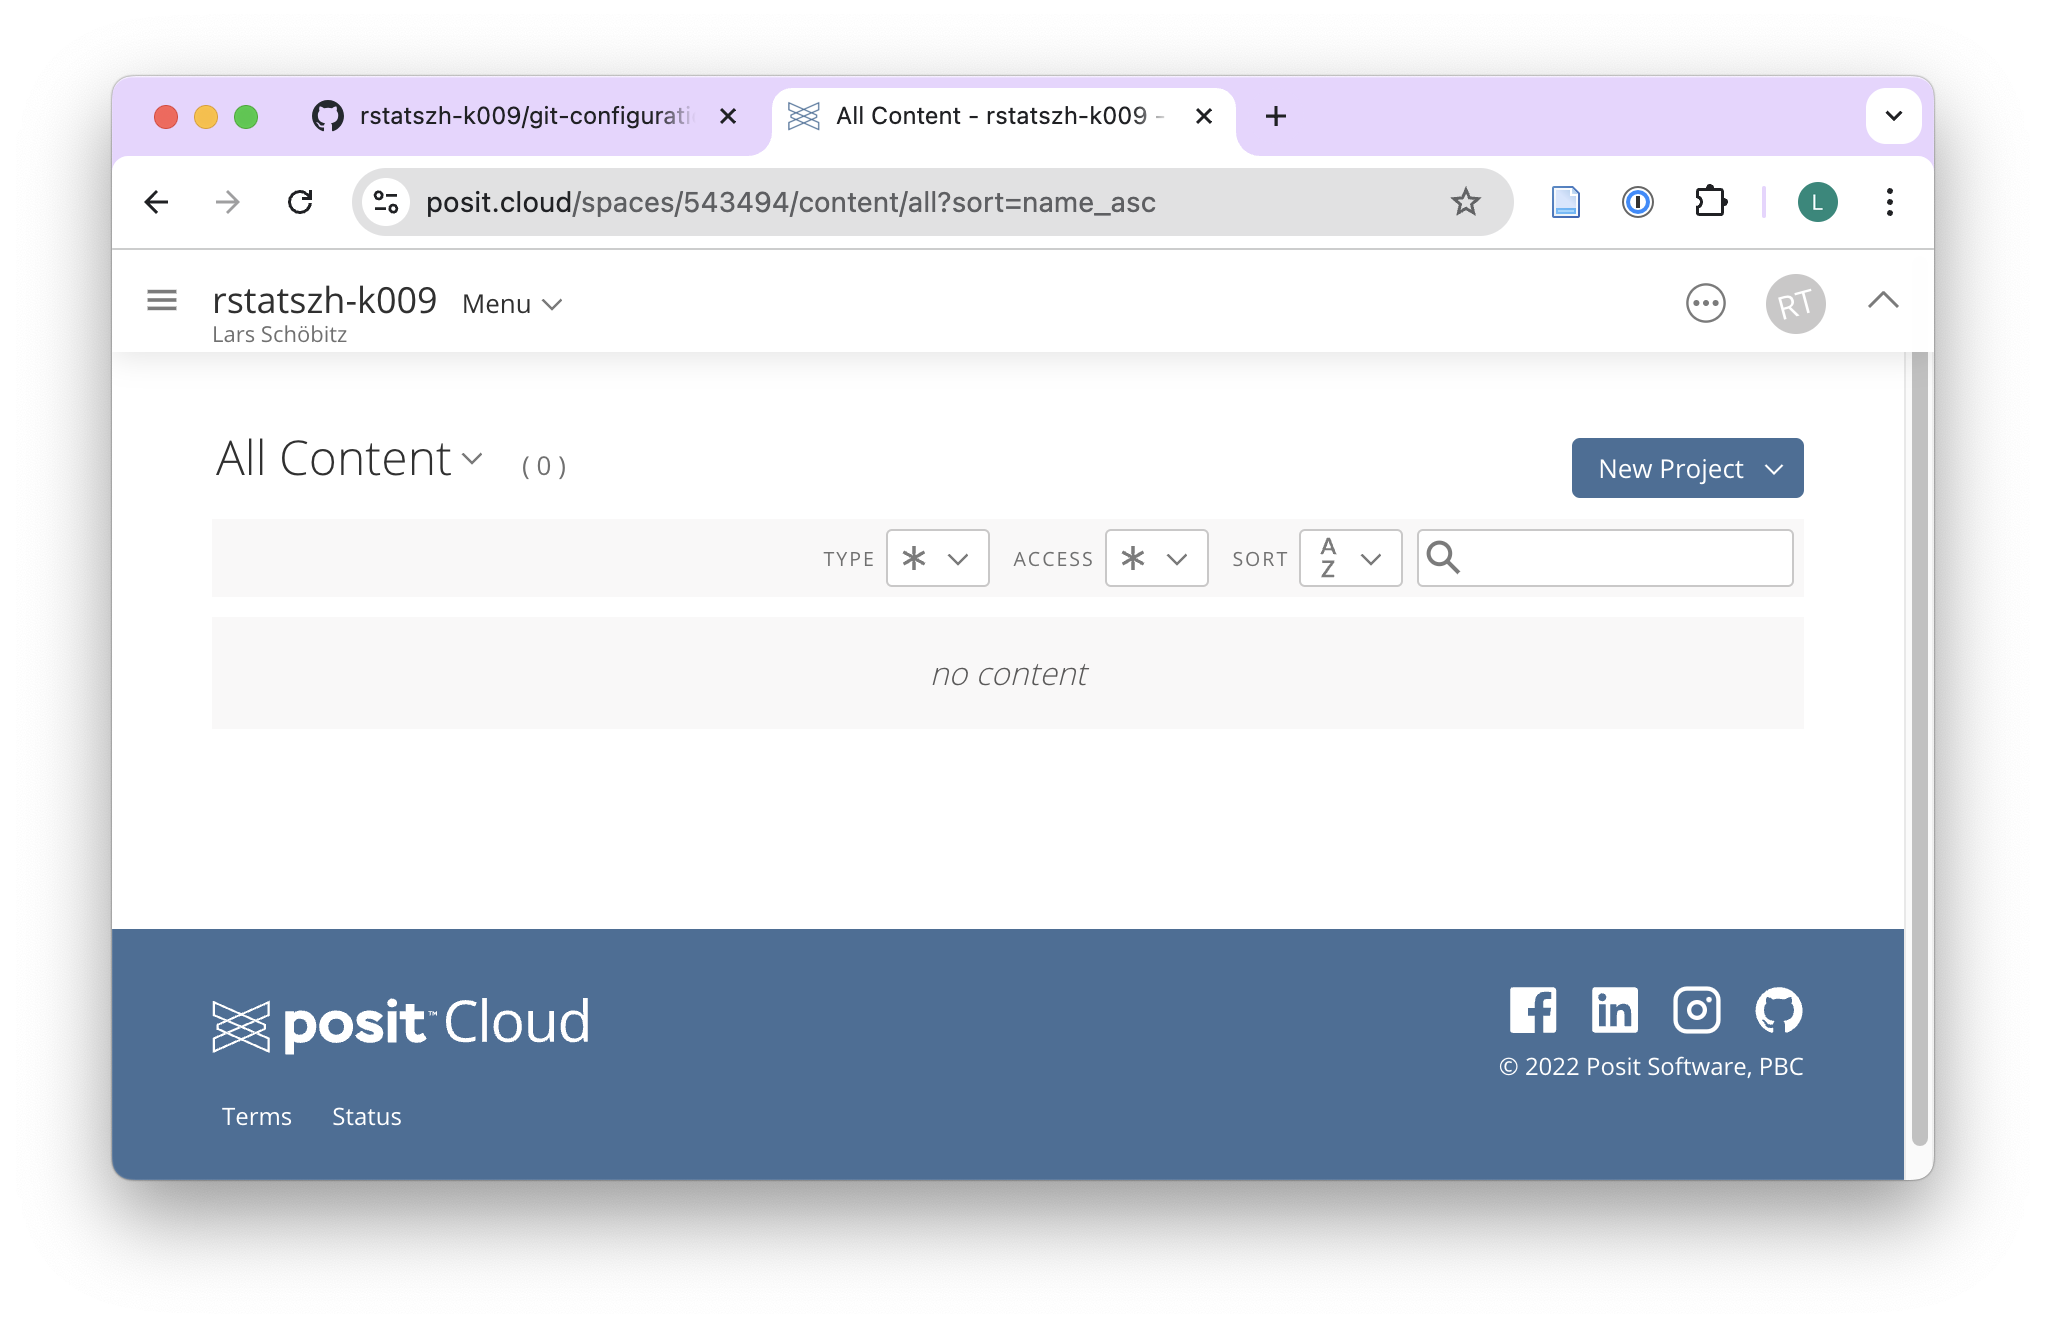 rstatszh-k009/git-configurati
All Content - rstatszh-k009 -
posit.cloud/spaces/543494/content/all?sort=name_asc
L
rstatszh-k009 Menu
Lars Schöbitz
RT
All Content ( 0 )
New Project
TYPE * ACCESS * SORT A Z
no content
posit™ Cloud
© 2022 Posit Software, PBC
Terms Status